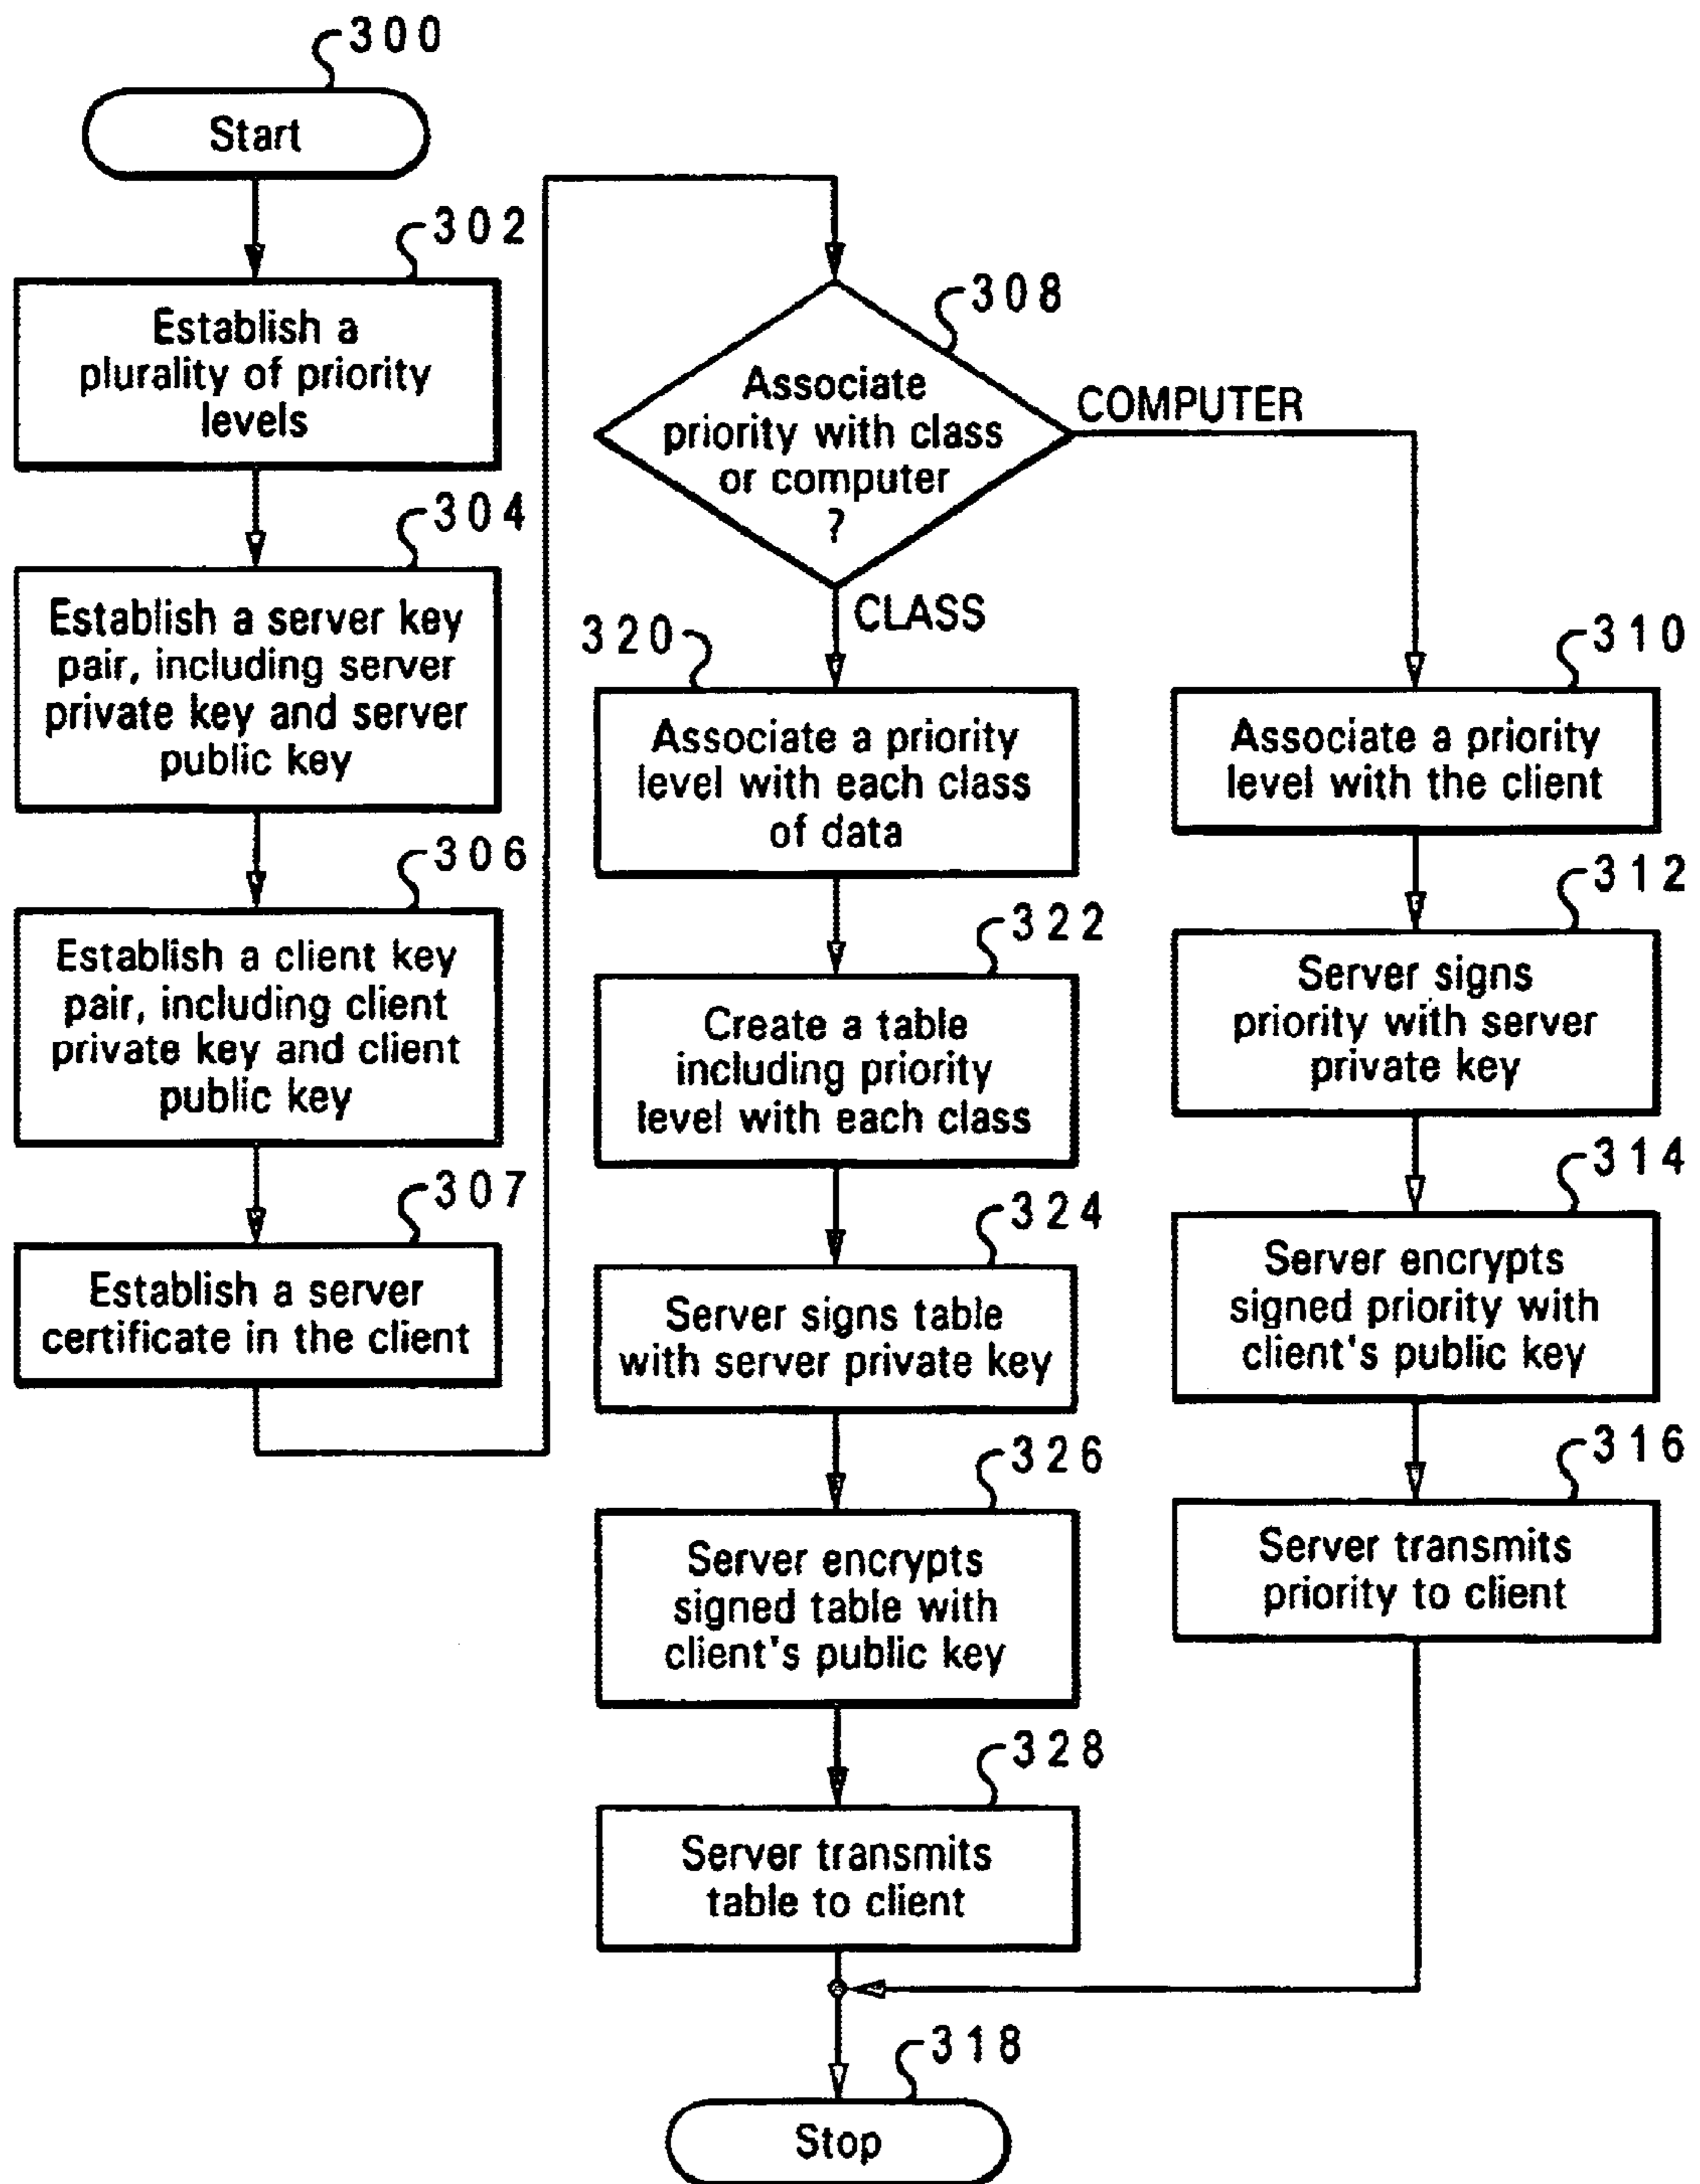 300
Start
302
Establish a
plurality of priority
levels
304
Establish a server key
pair, including server
private key and server
public key
306
Establish a client key
pair, including client
private key and client
public key
307
Establish a server
certificate in the client
308
Associate
priority with class
or computer
?
COMPUTER
CLASS
310
Associate a priority
level with the client
312
Server signs
priority with server
private key
314
Server encrypts
signed priority with
client's public key
316
Server transmits
priority to client
320
Associate a priority
level with each class
of data
322
Create a table
including priority
level with each class
324
Server signs table
with server private key
326
Server encrypts
signed table with
client's public key
328
Server transmits
table to client
318
Stop